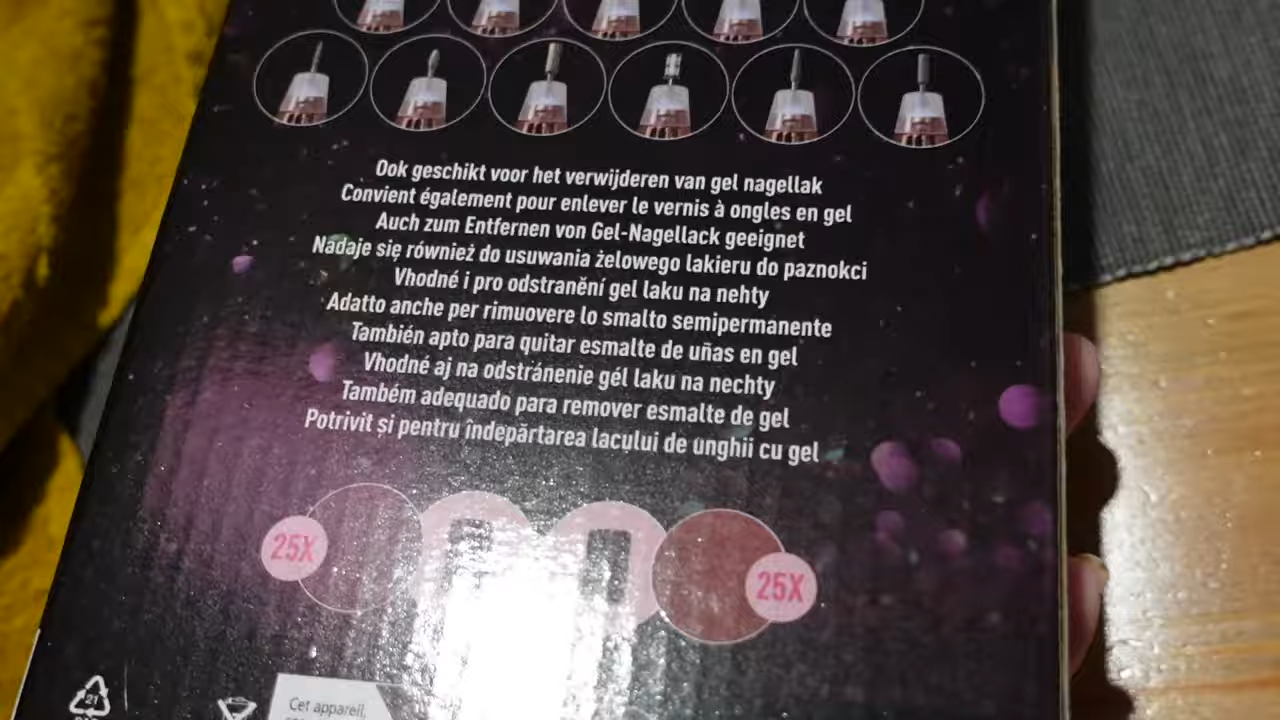 Ook geschikt voor het verwijderen van gel nagellak
Convient également pour enlever le vernis à ongles en gel
Auch zum Entfernen von Gel-Nagellack geeignet
Nadaje się również do usuwania żelowego lakieru do paznokci
Vhodné i pro odstranění gel laku na nehty
Adatto anche per rimuovere lo smalto semipermanente
También apto para quitar esmalte de uñas en gel
Vhodné aj na odstránenie gél laku na nechty
Também adequado para remover esmalte de gel
Potrivit și pentru îndepărtarea lacului de unghii cu gel
25X
25X
21
Cet appareil,